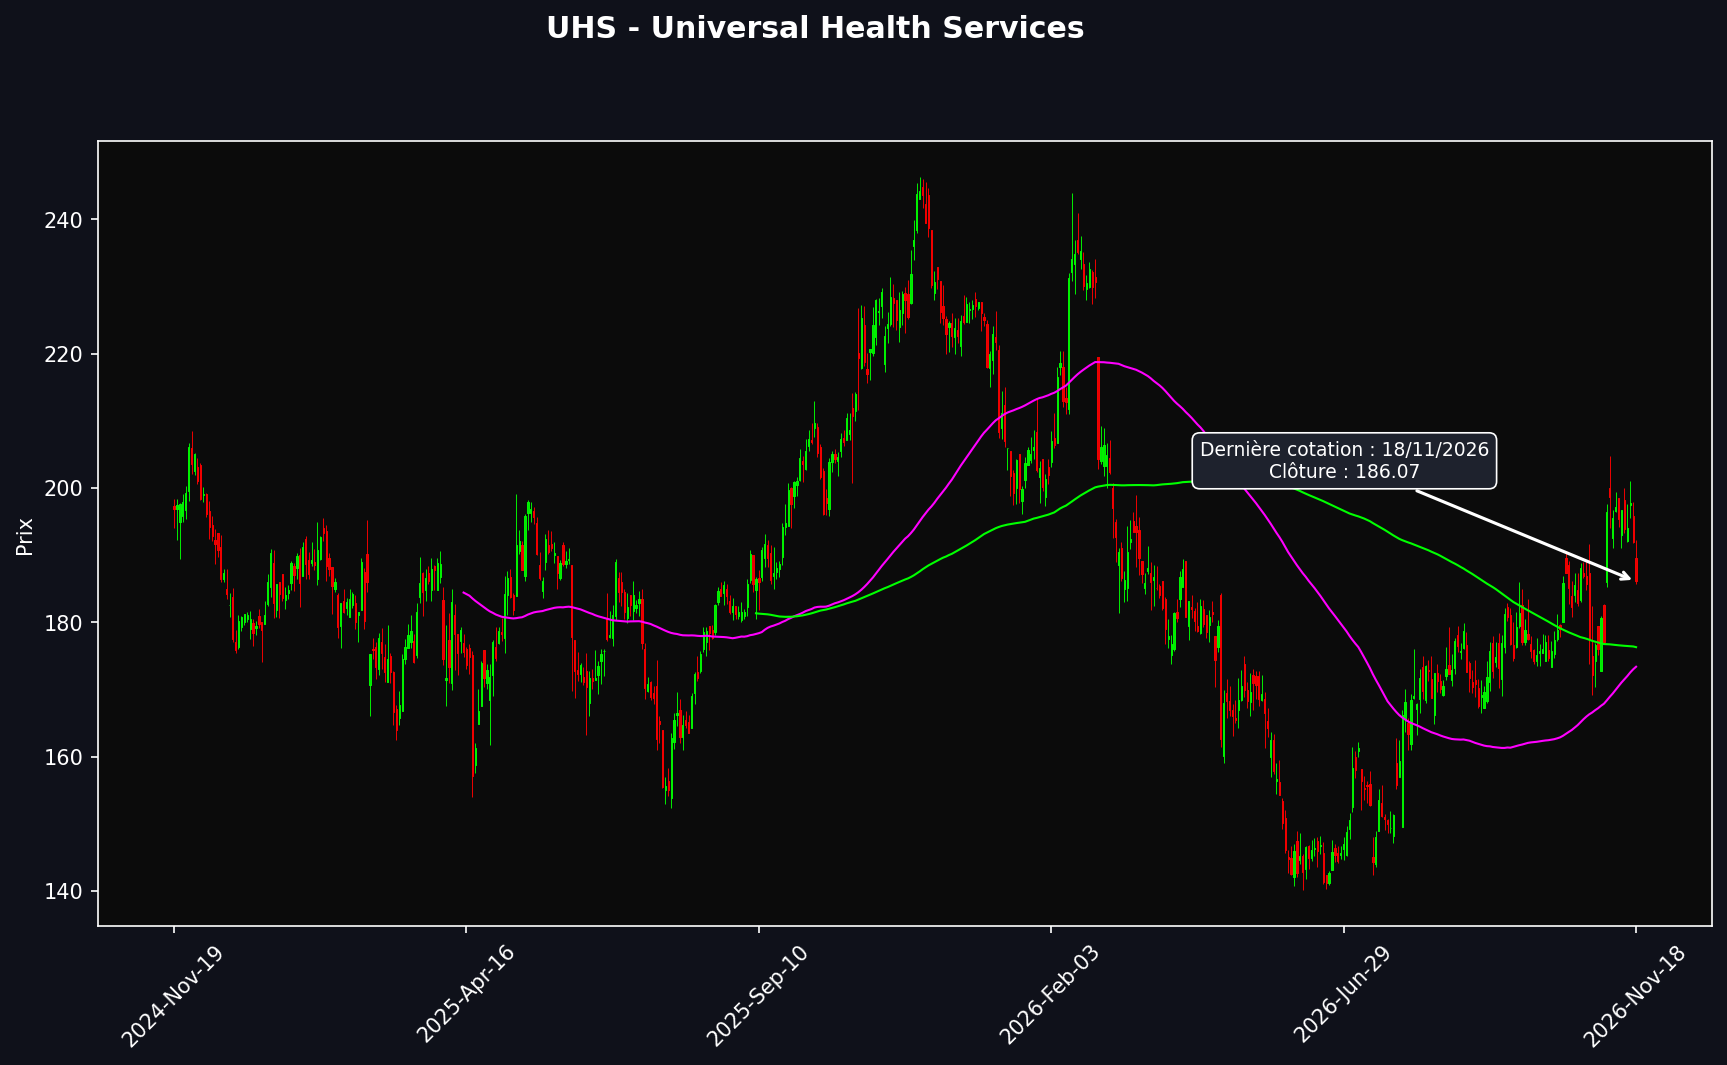 UHS - Universal Health Services
Prix
240
220
200
180
160
140
Dernière cotation : 18/11/2026
Clôture : 186.07
2024-Nov-19
2025-Apr-16
2025-Sep-10
2026-Feb-03
2026-Jun-29
2026-Nov-18